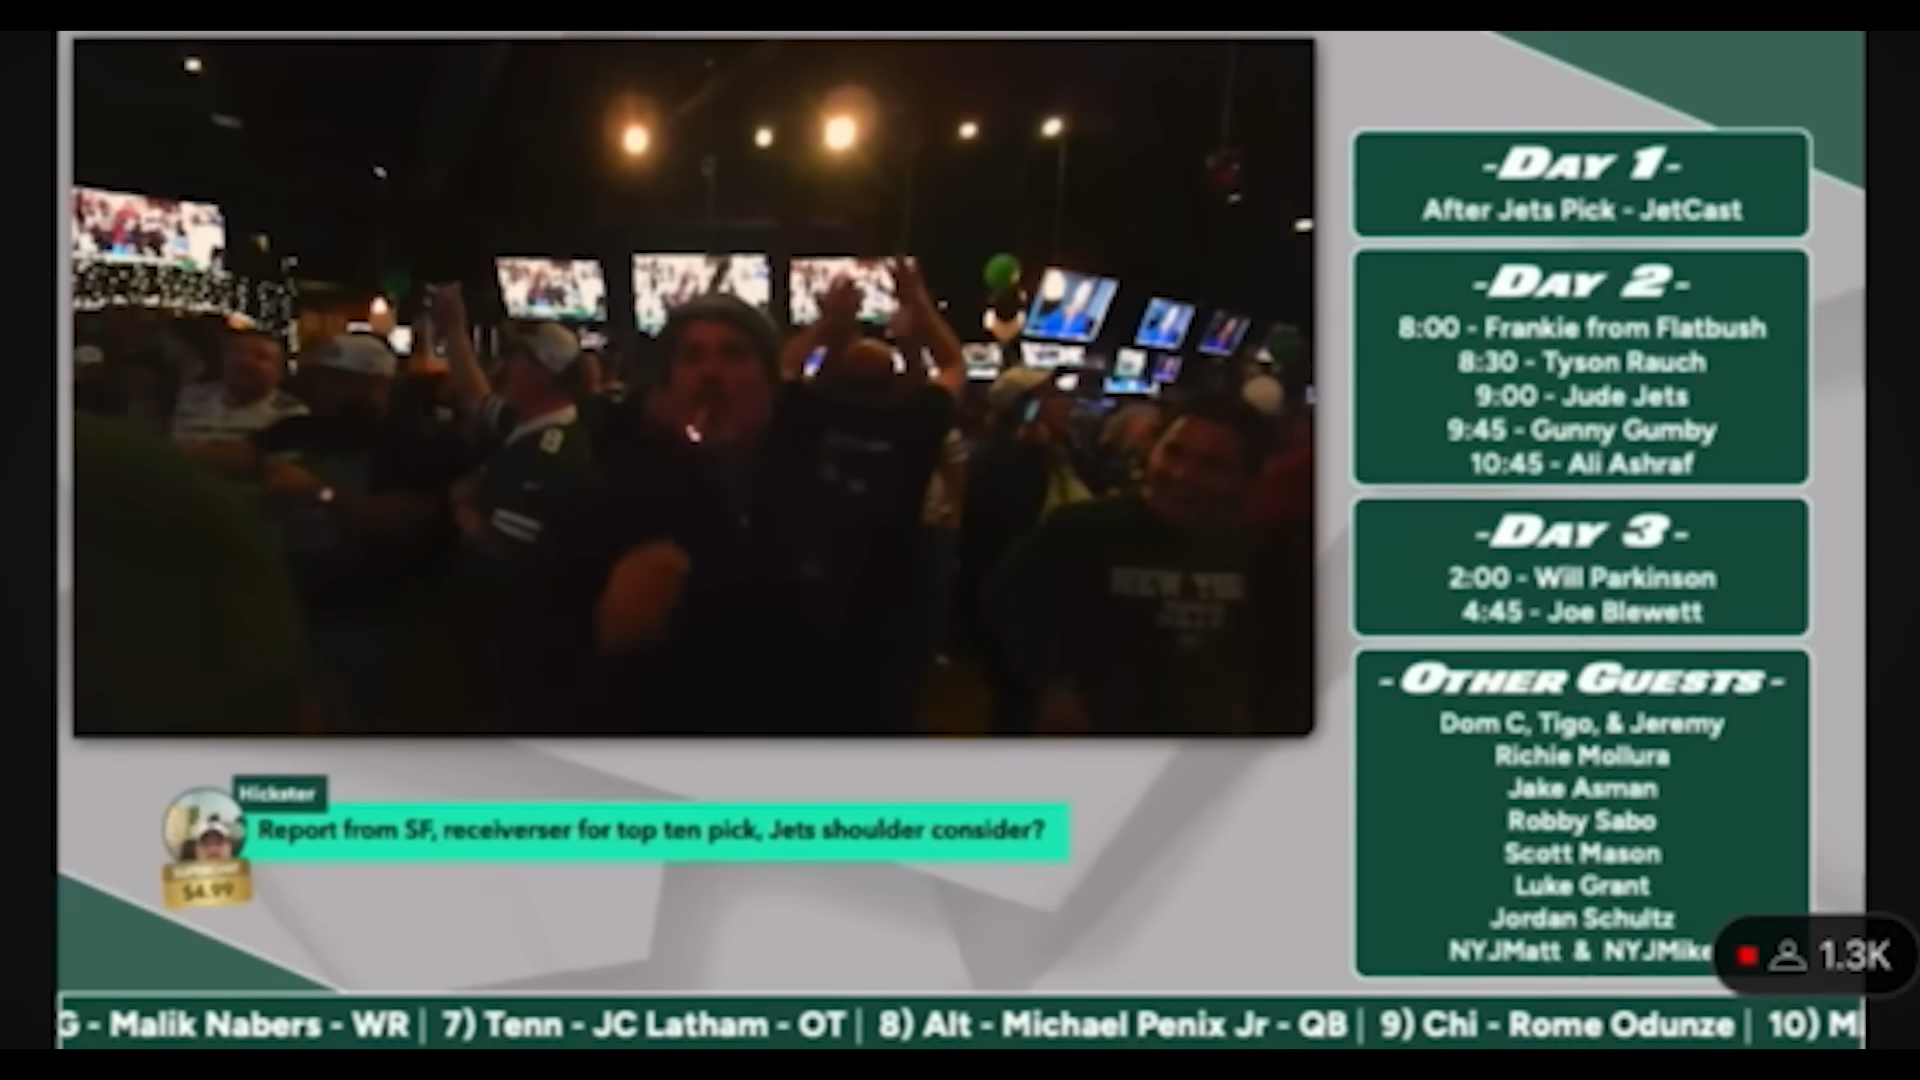 -DAY 1-
After Jets Pick - JetCast
-DAY 2-
8:00 - Frankie from Flatbush
8:30 - Tyson Rauch
9:00 - Jude Jets
9:45 - Gunny Gumby
10:45 - Ali Ashraf
-DAY 3-
2:00 - Will Parkinson
4:45 - Joe Blewett
-OTHER GUESTS-
Dom C, Tigo, & Jeremy
Richie Mollura
Jake Asman
Robby Sabo
Scott Mason
Luke Grant
Jordan Schultz
NYJMatt & NYJMike
1.3K
8
NEW
Hickster
Report from SF, receiverser for top ten pick, Jets shoulder consider?
$4.99
G - Malik Nabers - WR | 7) Tenn - JC Latham - OT | 8) Alt - Michael Penix Jr - QB | 9) Chi - Rome Odunze | 10) M